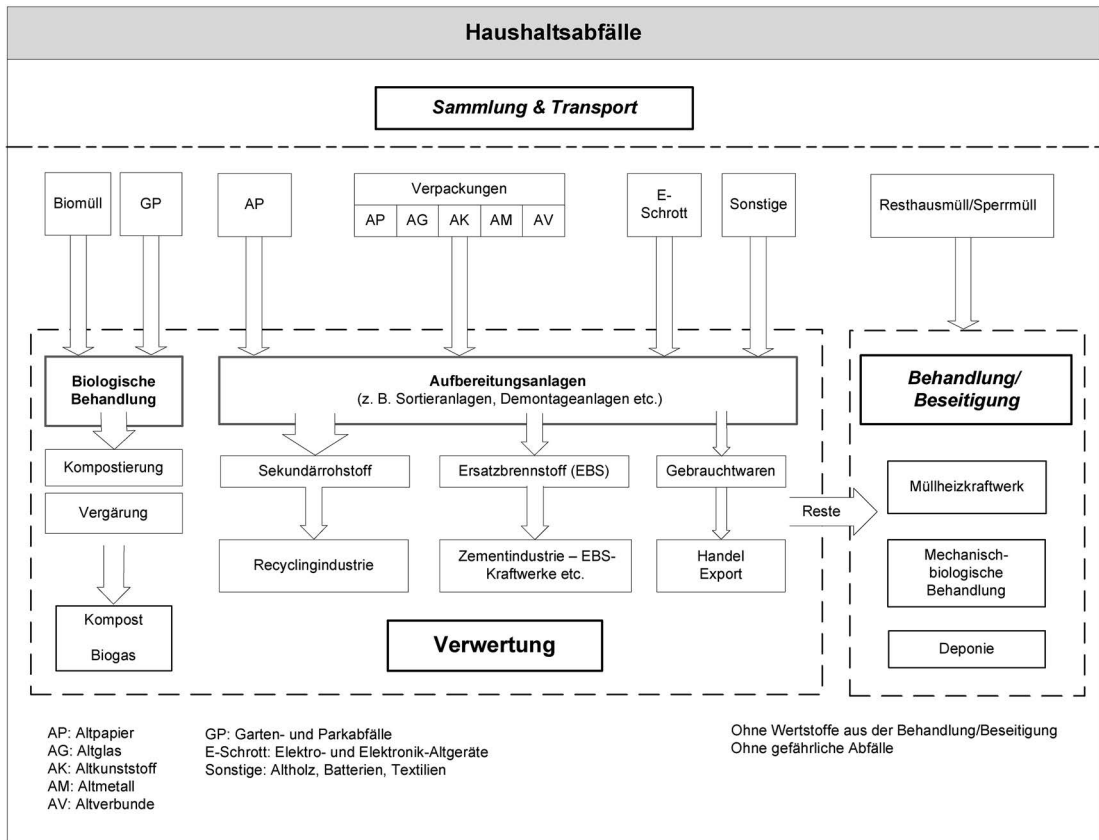 Haushaltsabfälle
Sammlung & Transport
Biomüll
GP
AP
Verpackungen
AP
AG
AK
AM
AV
E-
Schrott
Sonstige
Resthausmüll/Sperrmüll
Biologische
Behandlung
Aufbereitungsanlagen
(z. B. Sortieranlagen, Demontageanlagen etc.)
Behandlung/
Beseitigung
Kompostierung
Vergärung
Sekundärrohstoff
Ersatzbrennstoff (EBS)
Gebrauchtwaren
Reste
Müllheizkraftwerk
Recyclingindustrie
Zementindustrie – EBS-
Kraftwerke etc.
Handel
Export
Mechanisch-
biologische
Behandlung
Kompost
Biogas
Verwertung
Deponie
AP: Altpapier
AG: Altglas
AK: Altkunststoff
AM: Altmetall
AV: Altverbunde
GP: Garten- und Parkabfälle
E-Schrott: Elektro- und Elektronik-Altgeräte
Sonstige: Altholz, Batterien, Textilien
Ohne Wertstoffe aus der Behandlung/Beseitigung
Ohne gefährliche Abfälle